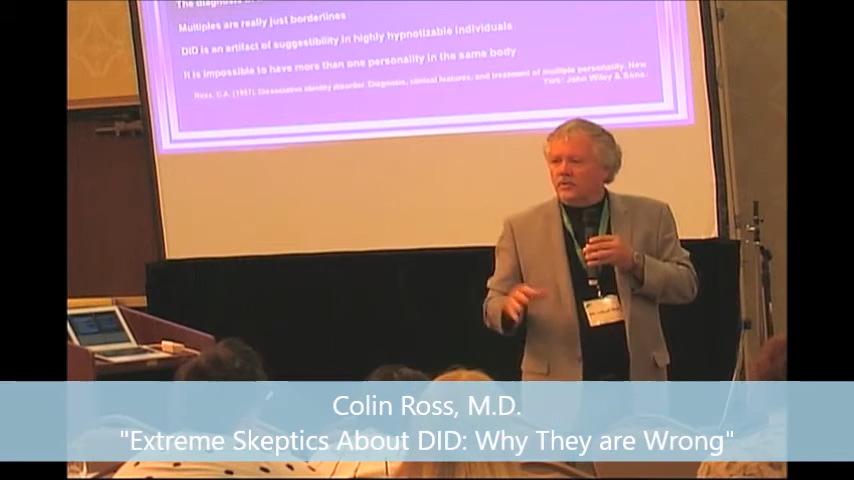 The diagnosis
Multiples are really just borderlines
DID is an artifact of suggestibility in highly hypnotizable individuals
It is impossible to have more than one personality in the same body
Ross, C.A. (1997). Dissociative identity disorder. Diagnosis, clinical features, and treatment of multiple personality. New
York: John Wiley & Sons.
Colin Ross, M.D.
"Extreme Skeptics About DID: Why They are Wrong"